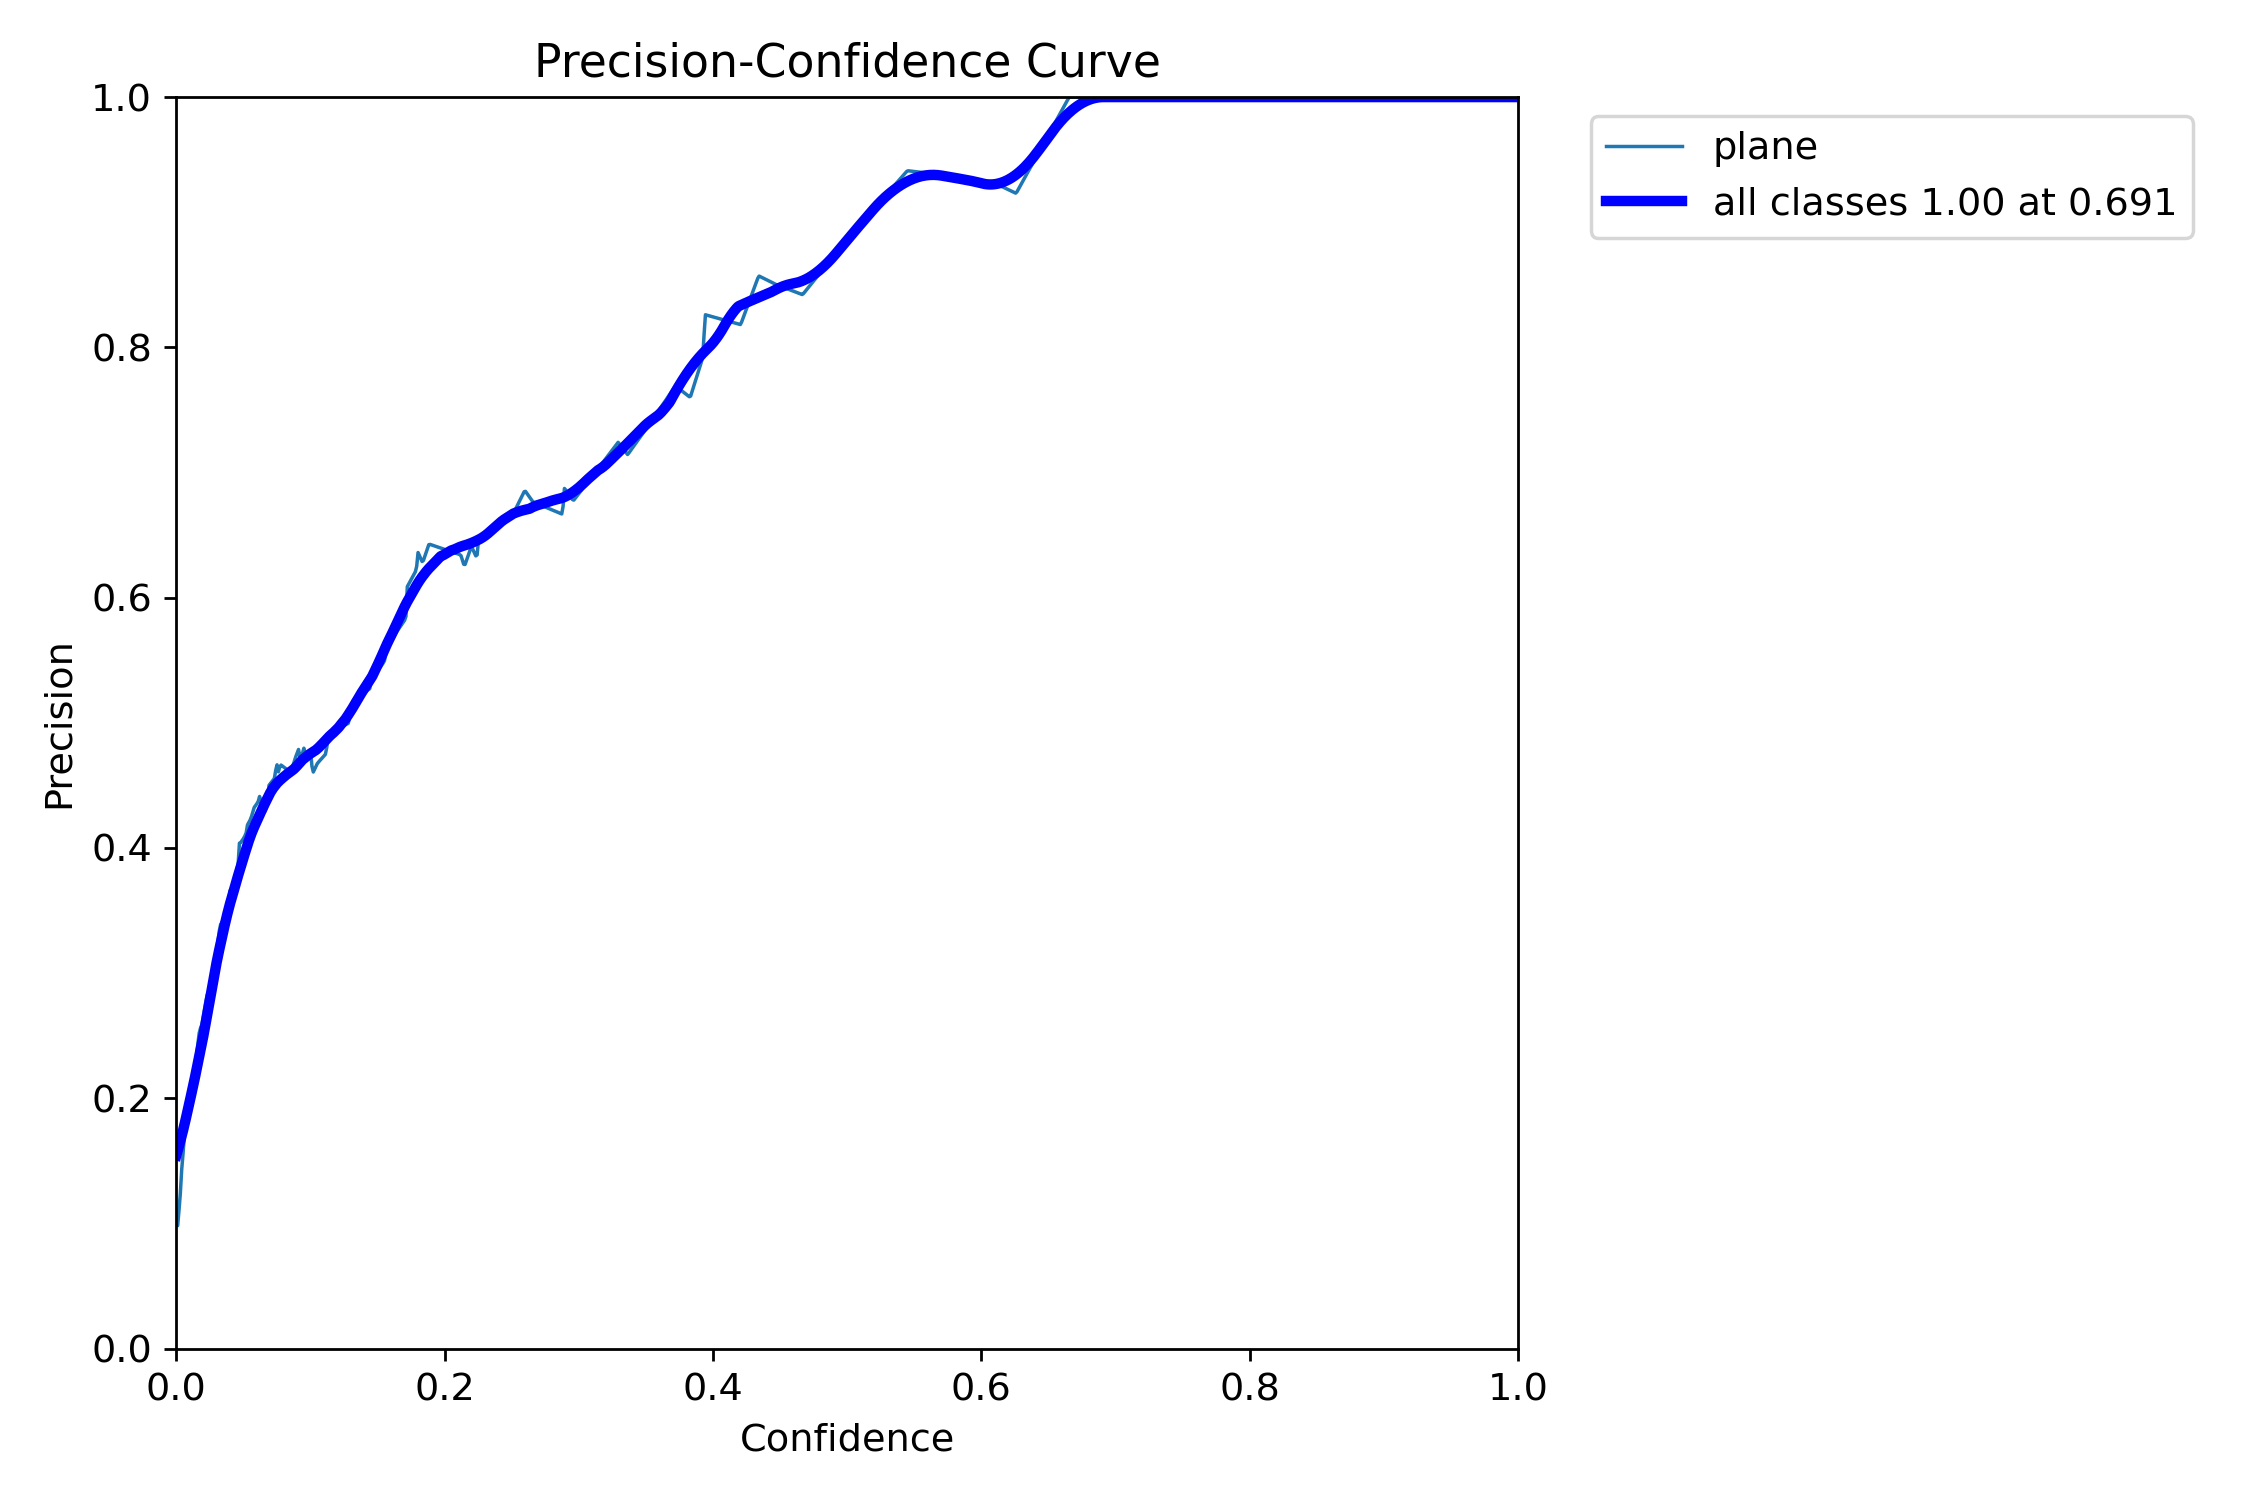 Precision-Confidence Curve
1.0
0.8
0.6
0.4
0.2
0.0
Precision
0.0 0.2 0.4 0.6 0.8 1.0
Confidence
plane
all classes 1.00 at 0.691